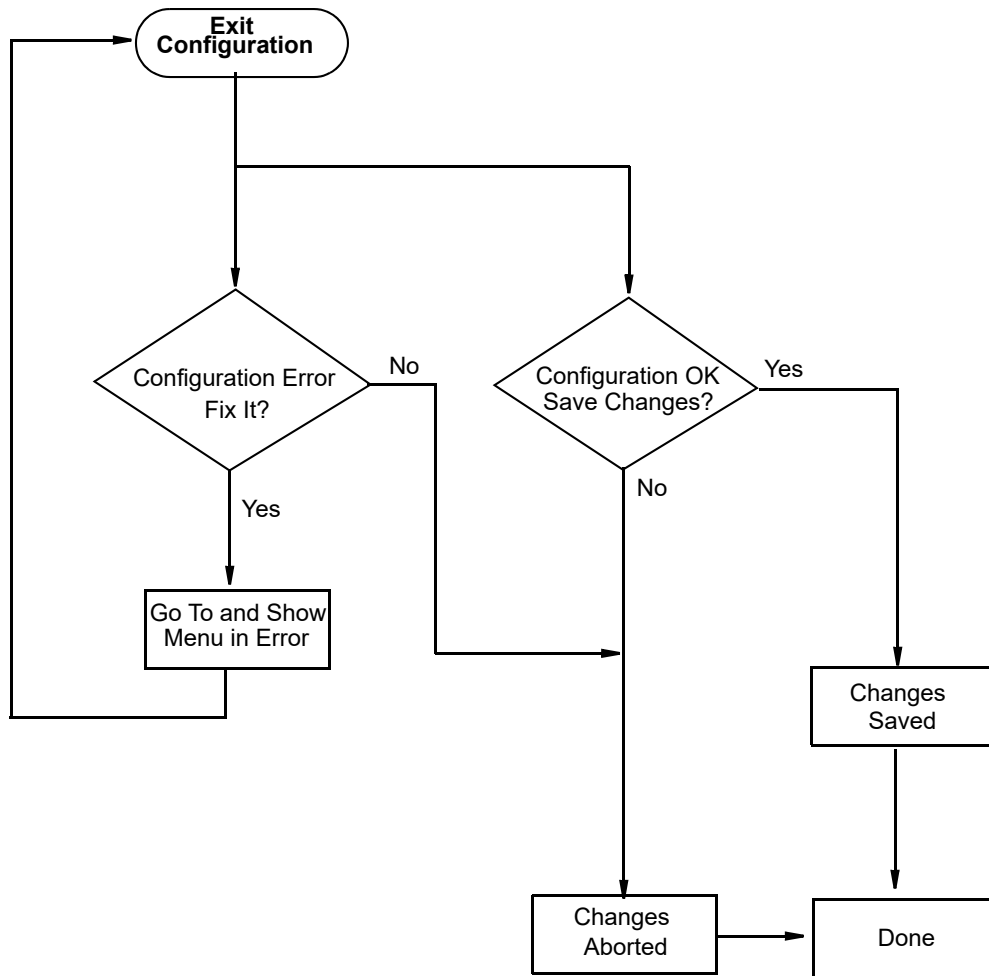 Exit
Configuration
Configuration Error
Fix It?
No
Configuration OK
Save Changes?
Yes
Yes
No
Go To and Show
Menu in Error
Changes
Saved
Changes
Aborted
Done